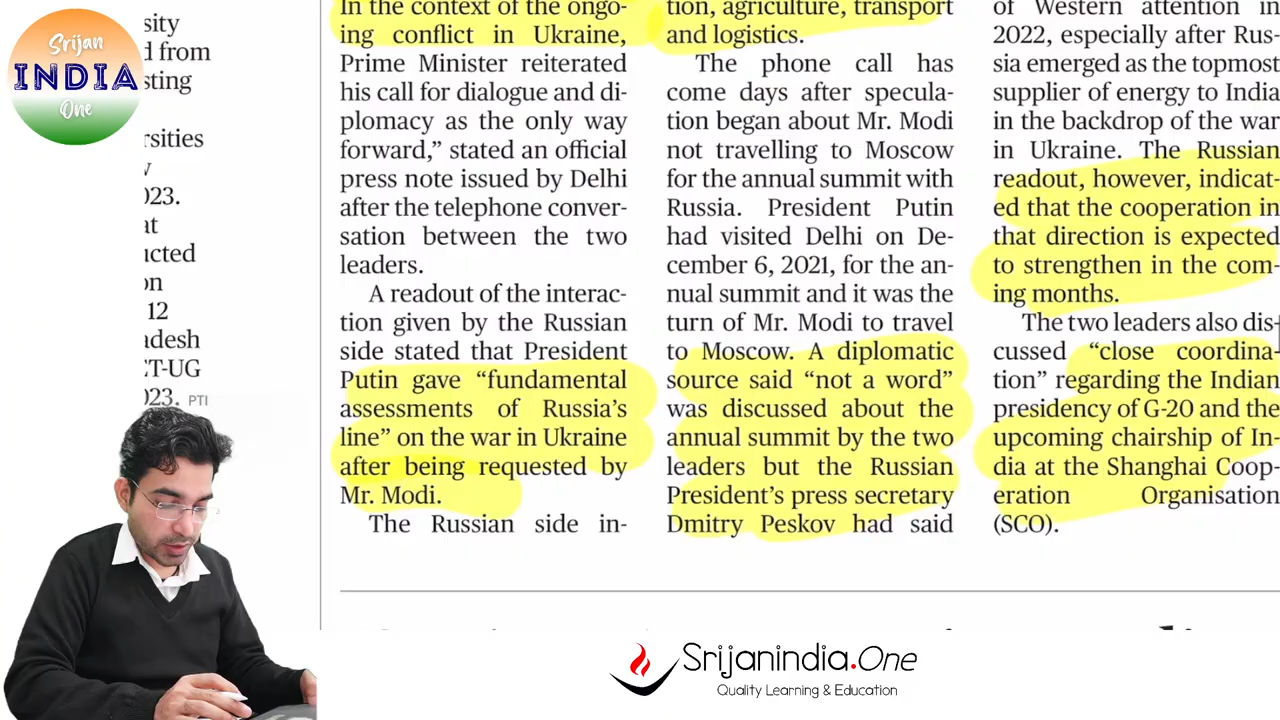 Srijan
INDIA
One
sity
d from
sting
rsities
y
023.
at
ucted
on
12
adesh
ET-UG
023. PTI
In the context of the ongo-
ing conflict in Ukraine,
Prime Minister reiterated
his call for dialogue and di-
plomacy as the only way
forward,” stated an official
press note issued by Delhi
after the telephone conver-
sation between the two
leaders.
A readout of the interac-
tion given by the Russian
side stated that President
Putin gave “fundamental
assessments of Russia’s
line” on the war in Ukraine
after being requested by
Mr. Modi.
The Russian side in-
tion, agriculture, transport
and logistics.
The phone call has
come days after specula-
tion began about Mr. Modi
not travelling to Moscow
for the annual summit with
Russia. President Putin
had visited Delhi on De-
cember 6, 2021, for the an-
nual summit and it was the
turn of Mr. Modi to travel
to Moscow. A diplomatic
source said “not a word”
was discussed about the
annual summit by the two
leaders but the Russian
President’s press secretary
Dmitry Peskov had said
of Western attention in
2022, especially after Rus-
sia emerged as the topmost
supplier of energy to India
in the backdrop of the war
in Ukraine. The Russian
readout, however, indicat-
ed that the cooperation in
that direction is expected
to strengthen in the com-
ing months.
The two leaders also dis-
cussed “close coordina-
tion” regarding the Indian
presidency of G-20 and the
upcoming chairship of In-
dia at the Shanghai Coop-
eration Organisation
(SCO).
Srijanindia.One
Quality Learning & Education